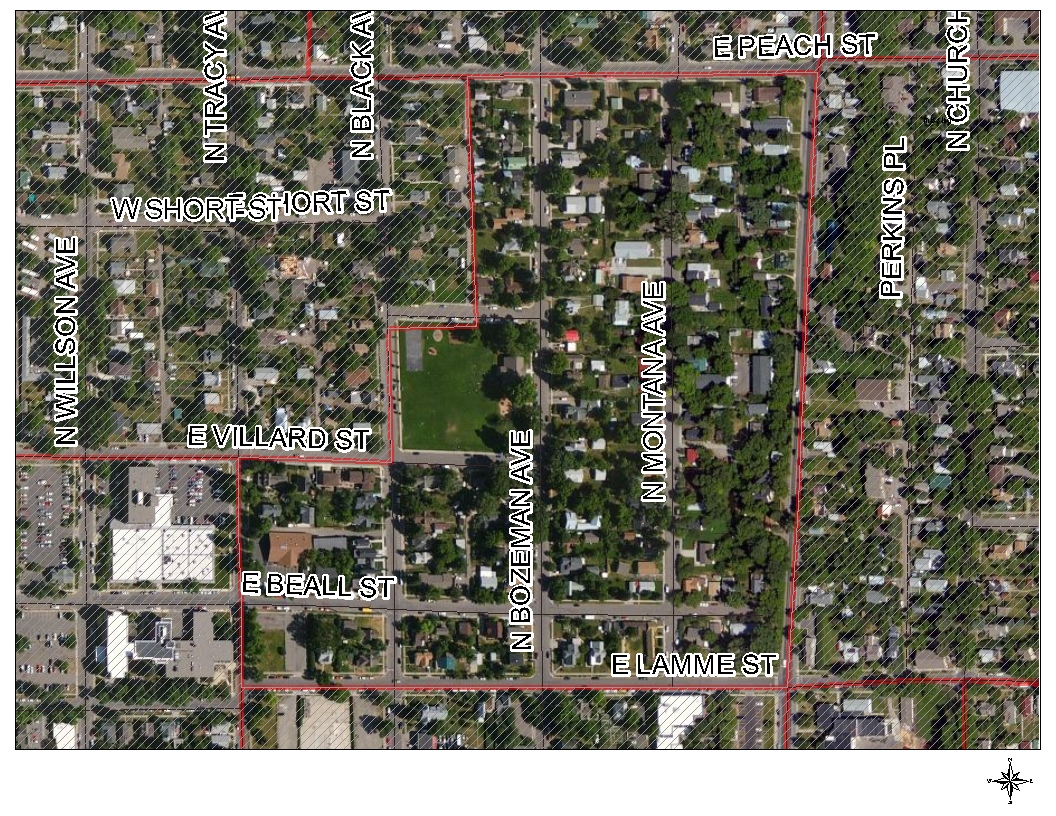 E PEACH ST
N TRACY AV
N BLACK AV
N CHURCH
PERKINS PL
W SHORT ST
E SHORT ST
N WILLSON AVE
N MONTANA AVE
E VILLARD ST
N BOZEMAN AVE
E BEALL ST
E LAMME ST